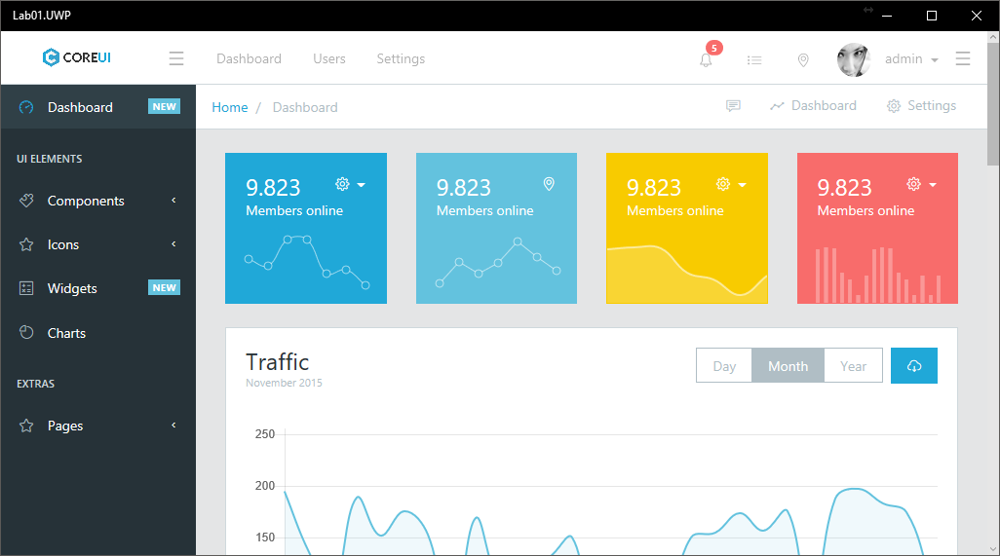 Lab01.UWP
COREUI
Dashboard Users Settings
5
admin
Dashboard NEW
Home / Dashboard
Dashboard Settings
UI ELEMENTS
Components
Icons
Widgets NEW
Charts
EXTRAS
Pages
9.823
Members online
9.823
Members online
9.823
Members online
9.823
Members online
Traffic
November 2015
Day Month Year
250
200
150